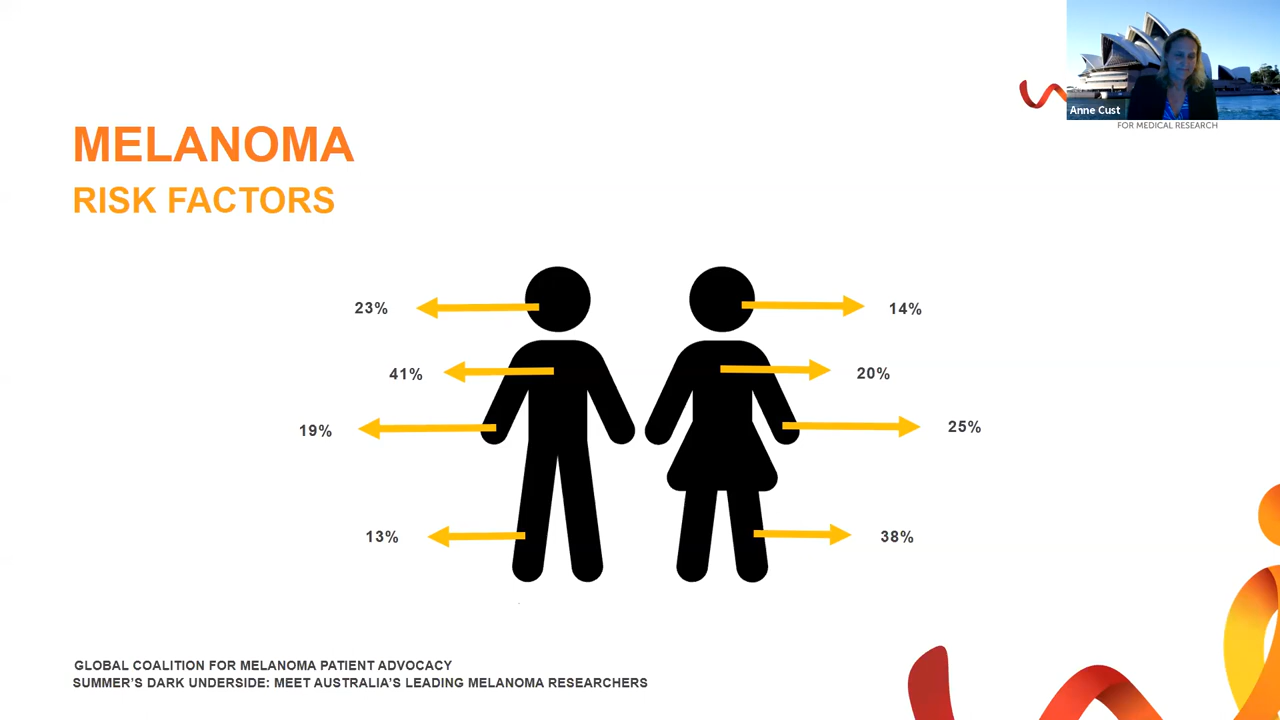 Anne Cust
FOR MEDICAL RESEARCH
MELANOMA
RISK FACTORS
23%
14%
41%
20%
19%
25%
13%
38%
GLOBAL COALITION FOR MELANOMA PATIENT ADVOCACY
SUMMER'S DARK UNDERSIDE: MEET AUSTRALIA'S LEADING MELANOMA RESEARCHERS